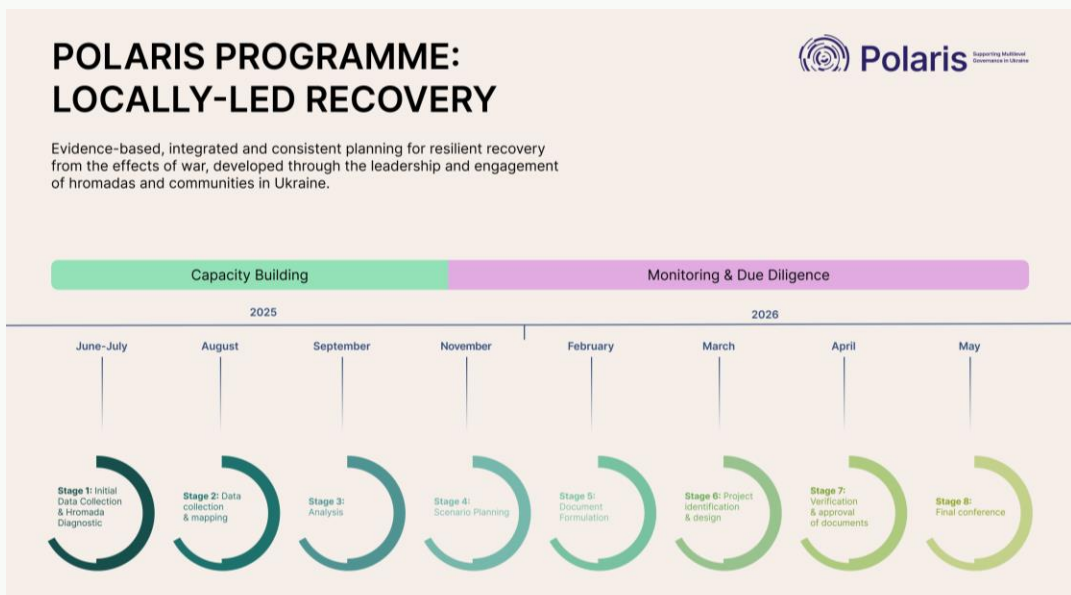 POLARIS PROGRAMME:
LOCALLY-LED RECOVERY
Polaris
Supporting Multilevel
Governance in Ukraine
Evidence-based, integrated and consistent planning for resilient recovery
from the effects of war, developed through the leadership and engagement
of hromadas and communities in Ukraine.
Capacity Building
Monitoring & Due Diligence
2025
2026
June-July
August
September
November
February
March
April
May
Stage 1: Initial
Data Collection
& Hromada
Diagnostic
Stage 2: Data
collection
& mapping
Stage 3:
Analysis
Stage 4:
Scenario Planning
Stage 5:
Document
Formulation
Stage 6: Project
identification
& design
Stage 7:
Verification
& approval
of documents
Stage 8:
Final conference